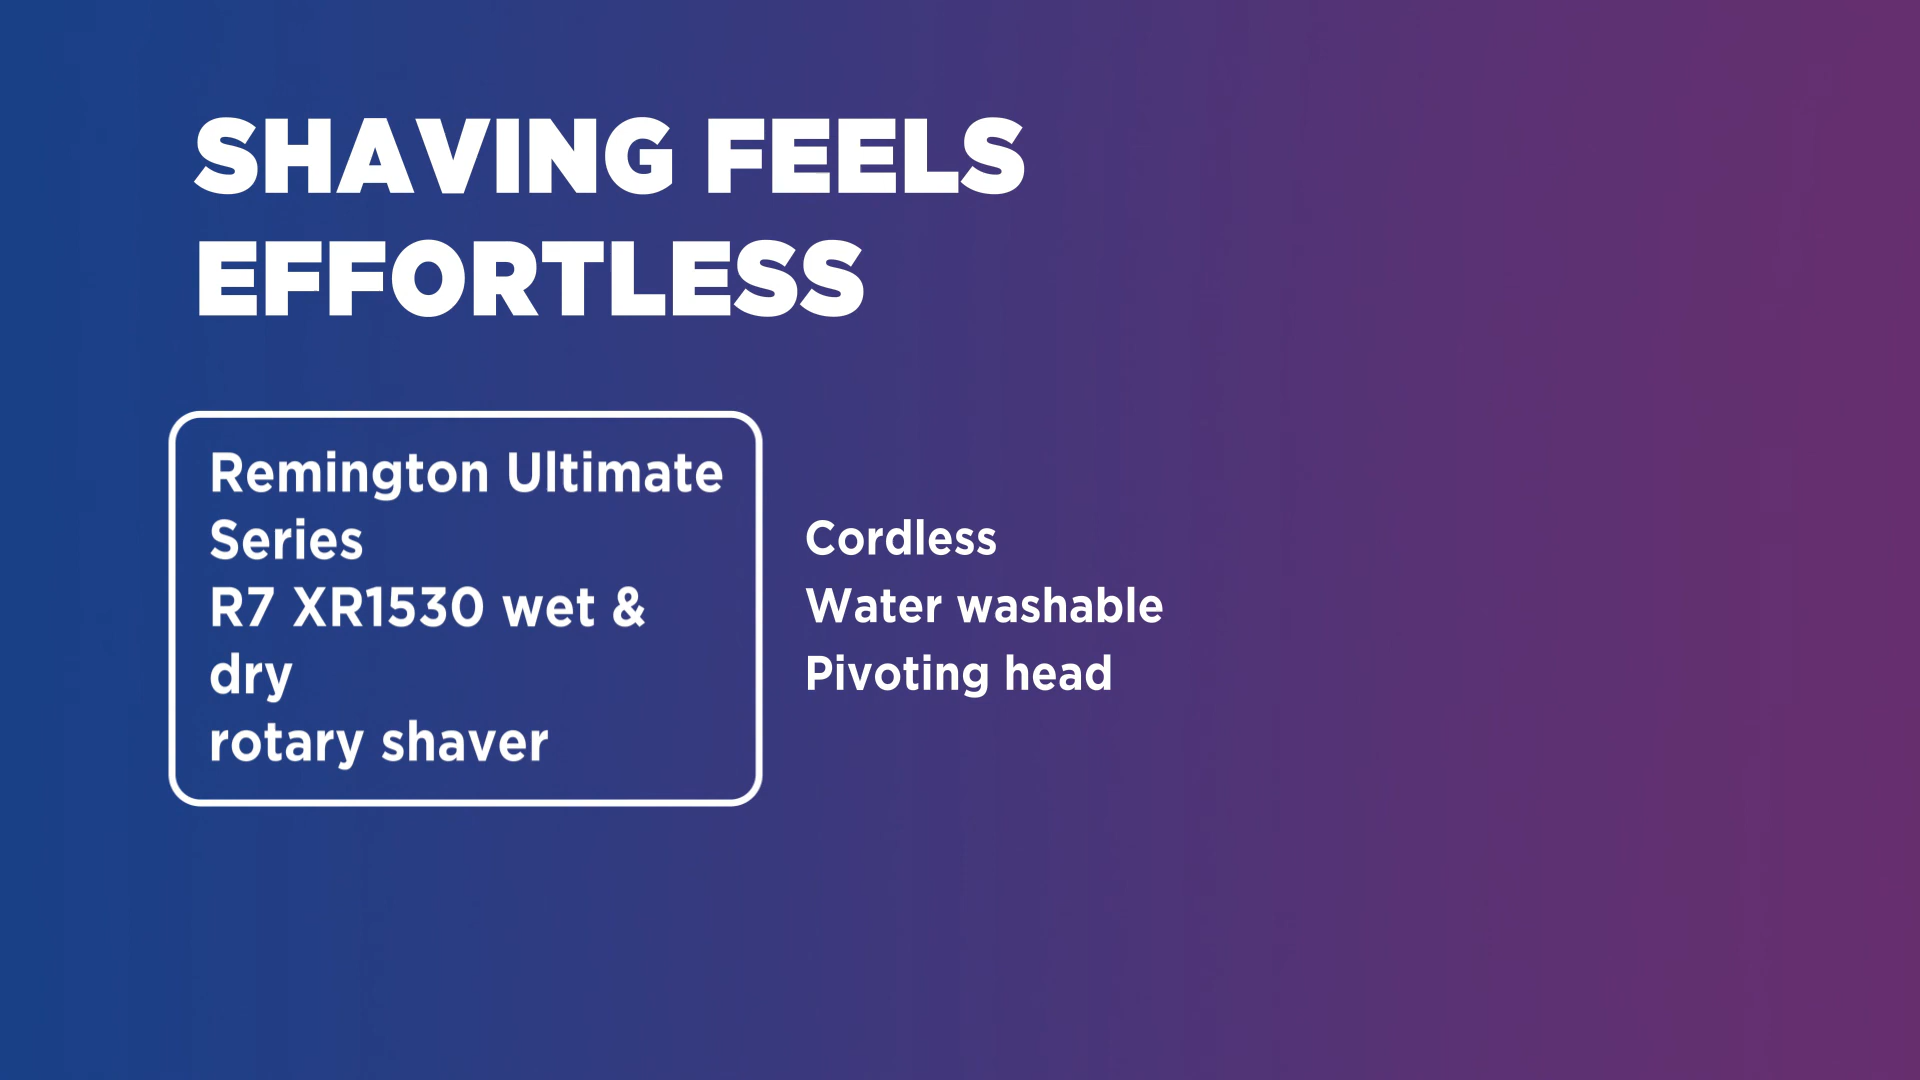 SHAVING FEELS
EFFORTLESS
Remington Ultimate
Series
R7 XR1530 wet &
dry
rotary shaver
Cordless
Water washable
Pivoting head